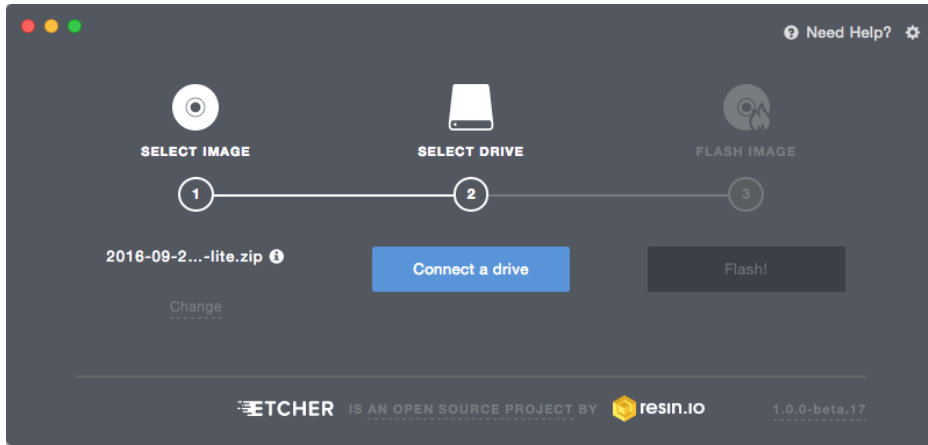 Need Help?
SELECT IMAGE
SELECT DRIVE
FLASH IMAGE
1
2
3
2016-09-2...-lite.zip
Connect a drive
Flash!
Change
ETCHER IS AN OPEN SOURCE PROJECT BY resin.io 1.0.0-beta.17